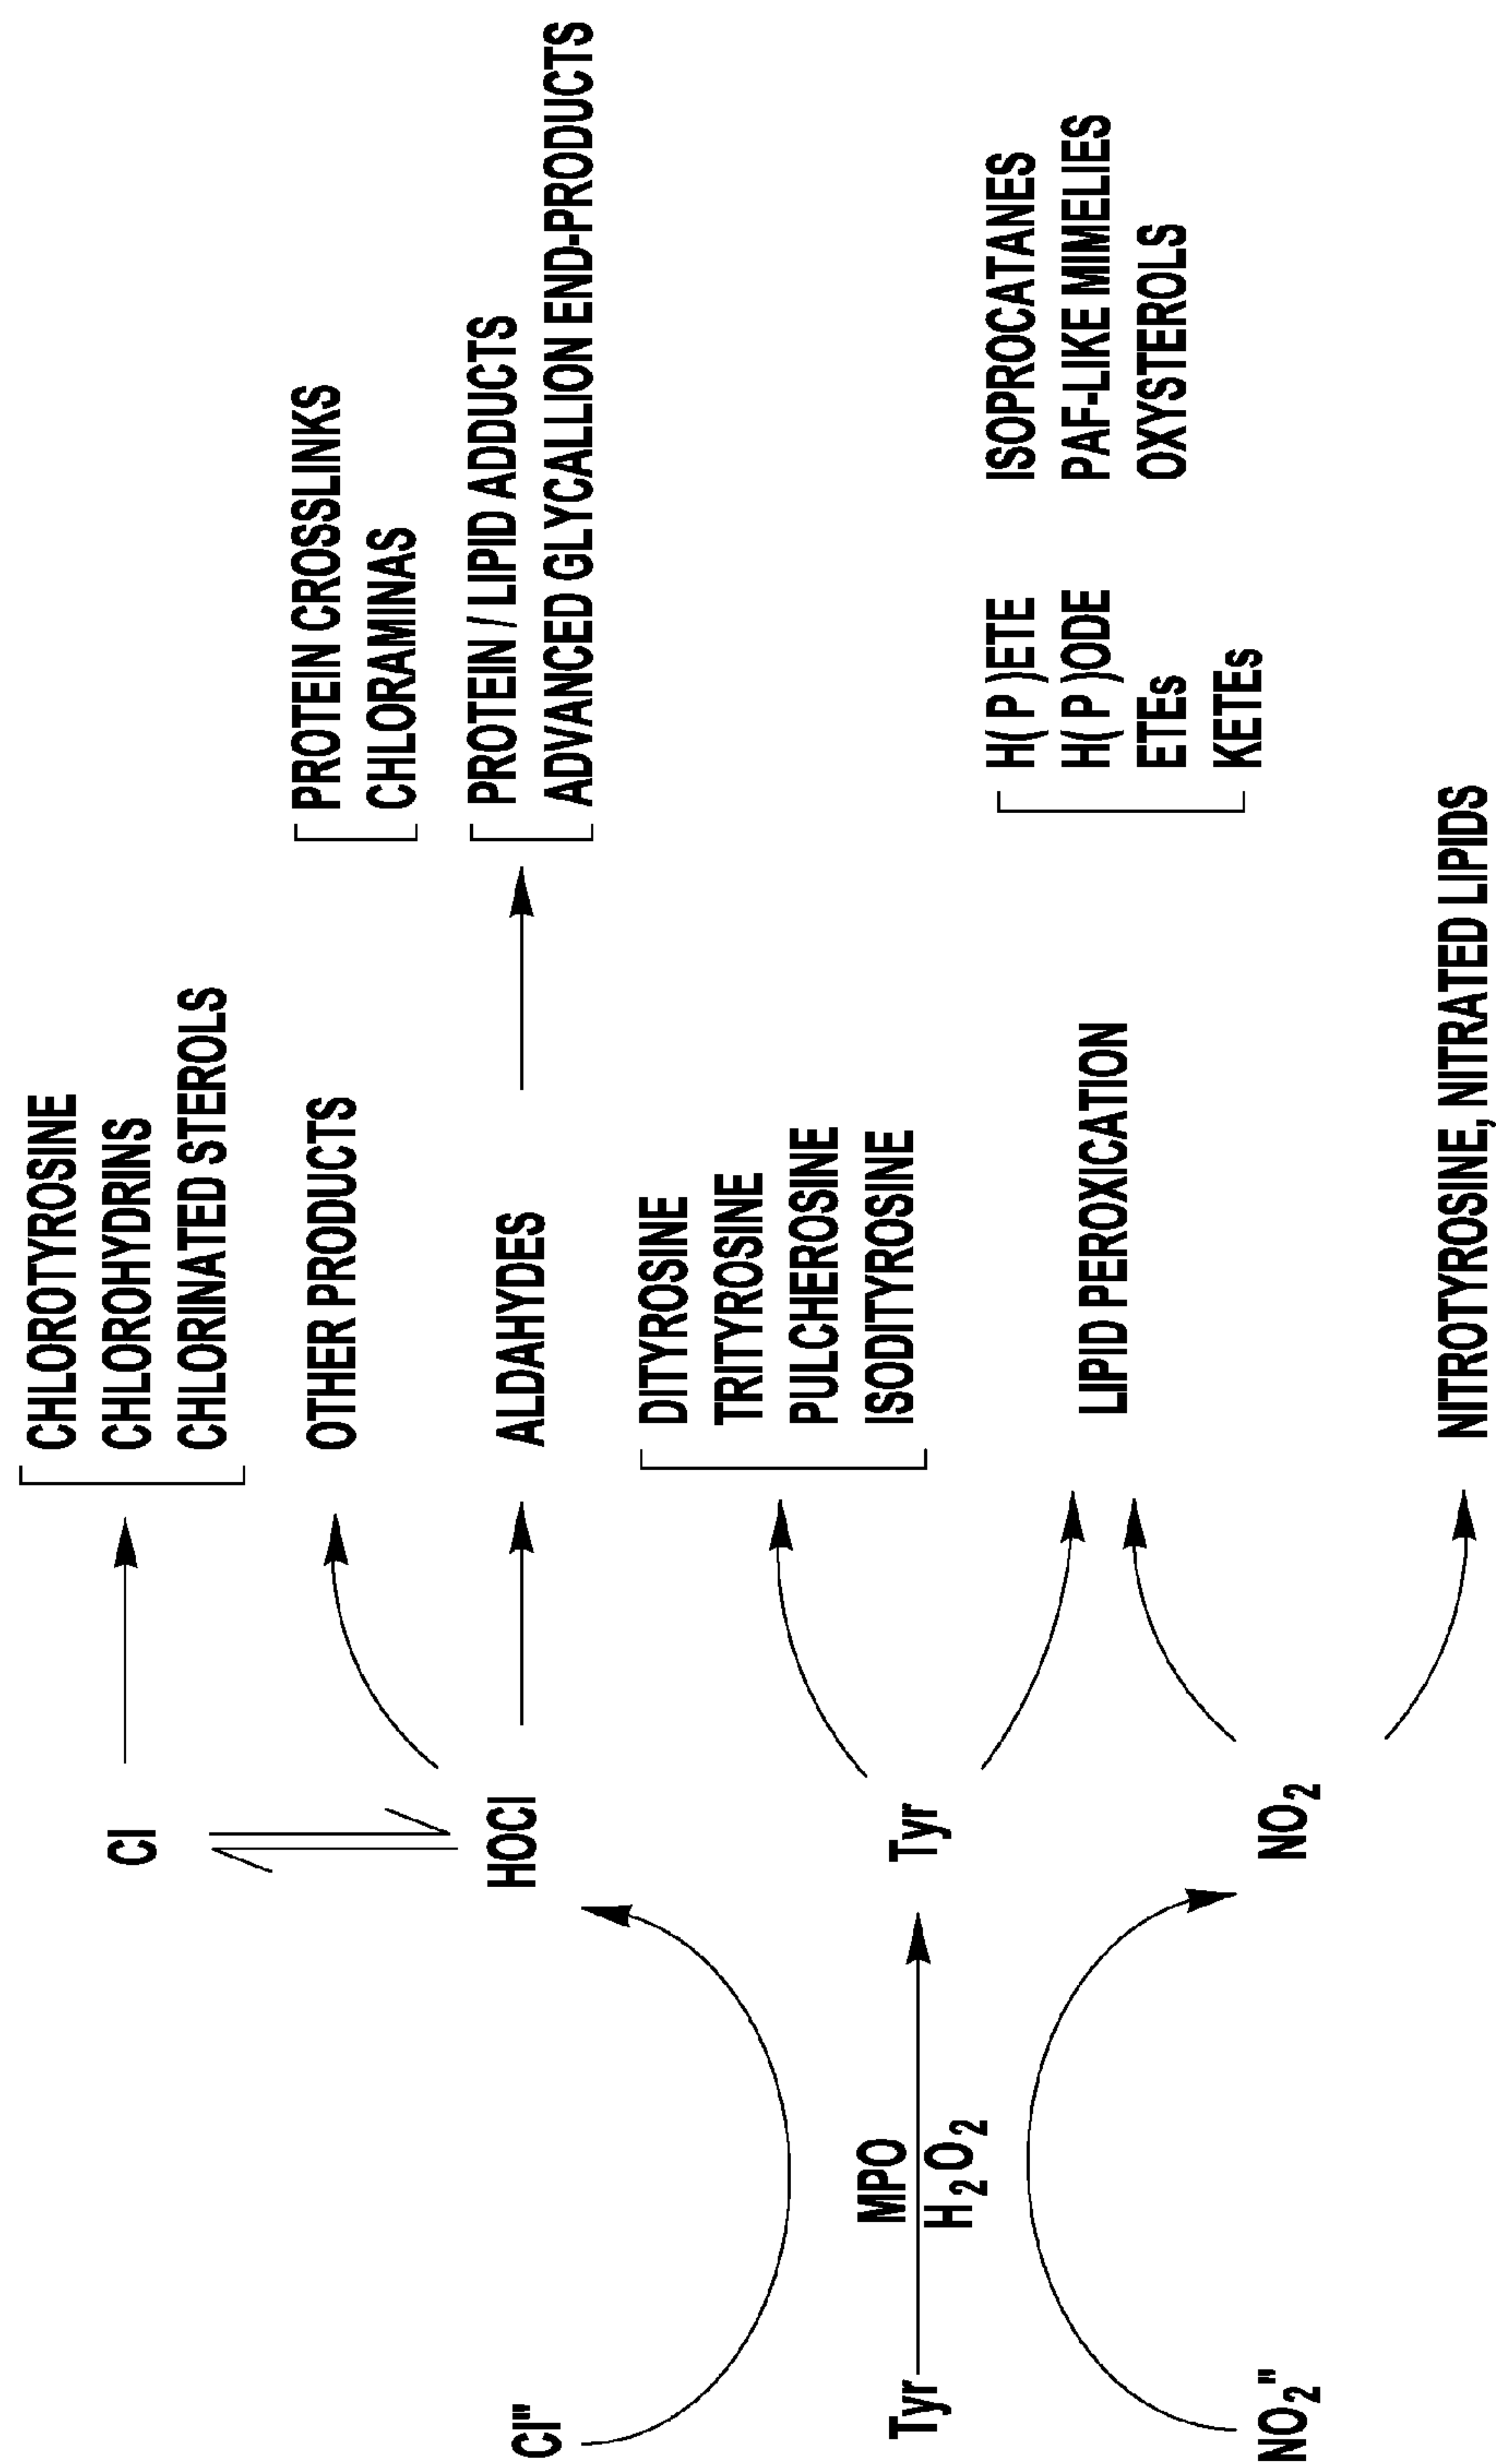 CHLOROTYROSINE
CHLOROHYDRINS
CHLORINATED STEROLS
Cl
OTHER PRODUCTS
PROTEIN CROSSLINKS
CHLORAMINAS
HOCl
ALDAHYDES
PROTEIN / LIPID ADDUCTS
ADVANCED GLYCALLION END-PRODUCTS
Cl"
DITYROSINE
TRITYROSINE
PULCHEROSINE
ISODITYROSINE
Tyr
MPO
H2O2
Tyr
LIPID PEROXICATION
H(P)ETE
H(P)ODE
ETEs
KETEs
ISOPROCATANES
PAF-LIKE MIMELIES
OXYSTEROLS
NO2"
NO2
NITROTYROSINE, NITRATED LIPIDS